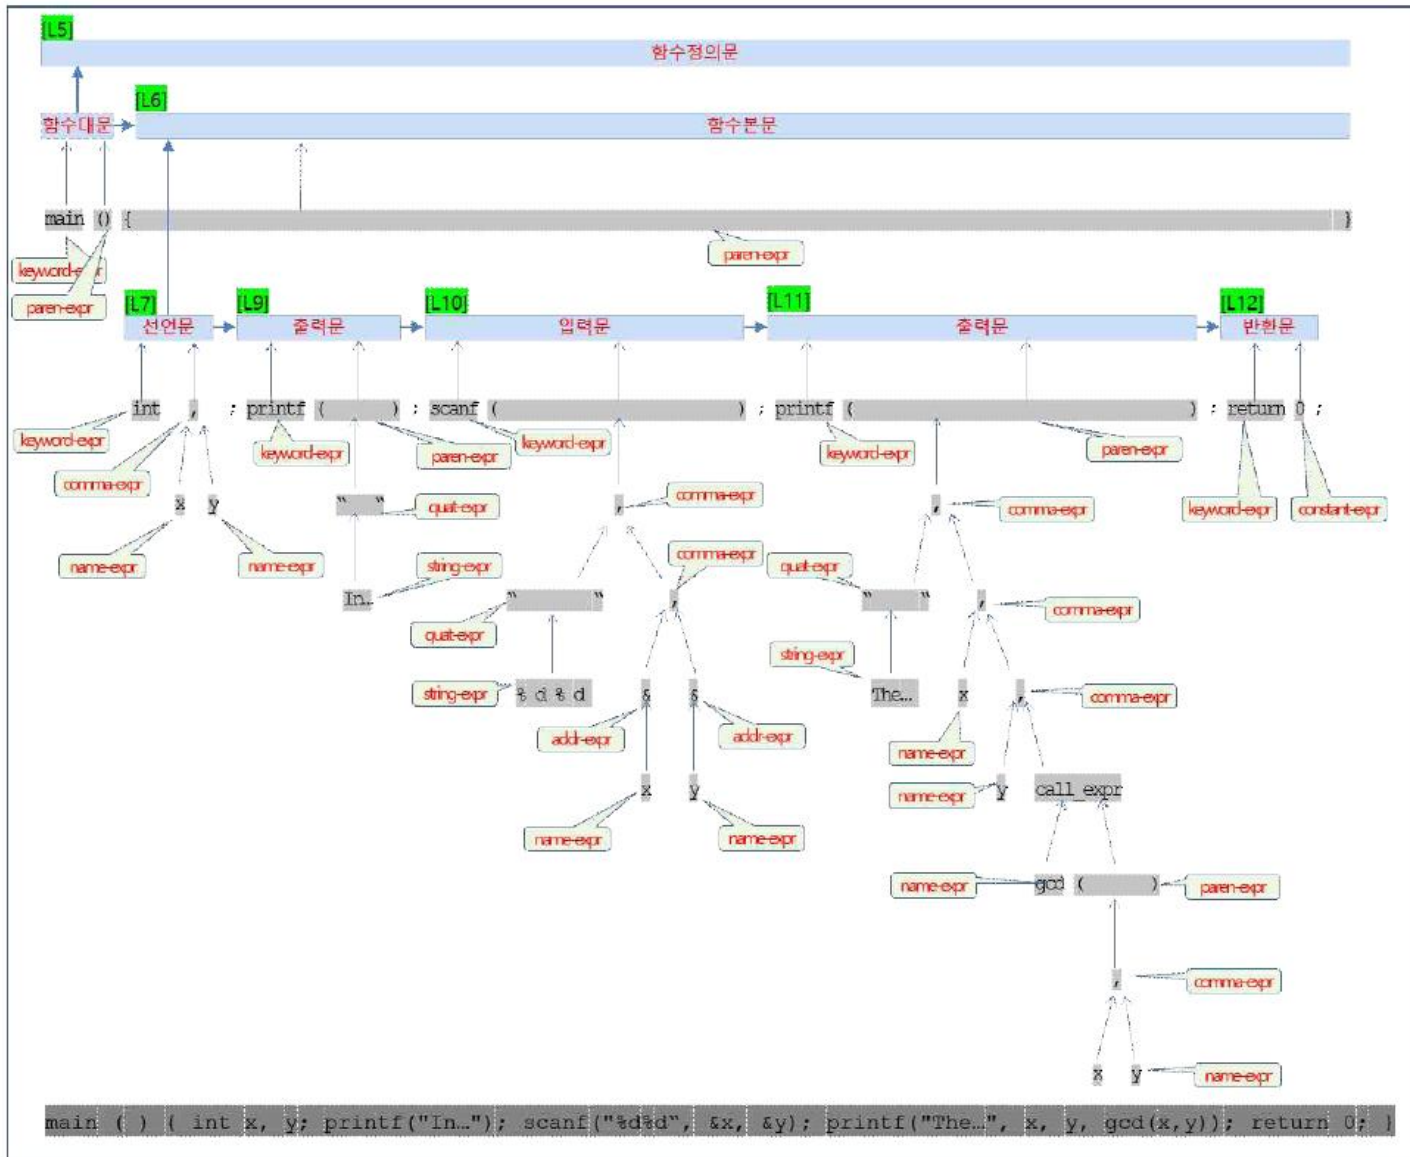 [L5]
함수정의문
[L6]
함수대문
함수본문
main () { }
keyword-expr
paren-expr
paren-expr
[L7] [L9] [L10] [L11] [L12]
선언문 출력문 입력문 출력문 반환문
int , ; printf ( ) ; scanf ( ) ; printf ( ) ; return 0 ;
keyword-expr keyword-expr paren-expr keyword-expr keyword-expr paren-expr
comma-expr
x y
“ “ quat-expr , comma-expr , comma-expr keyword-expr constant-expr
name-expr name-expr string-expr comma-expr quat-expr
In… “ “ , “ “ , comma-expr
quat-expr string-expr
string-expr % d % d & & The… x , comma-expr
addr-expr addr-expr name-expr
x y name-expr y call_expr
name-expr name-expr
name-expr gcd ( ) paren-expr
, comma-expr
x y name-expr
main ( ) { int x, y; printf("In…"); scanf("%d%d“, &x, &y); printf("The…", x, y, gcd(x,y)); return 0; }